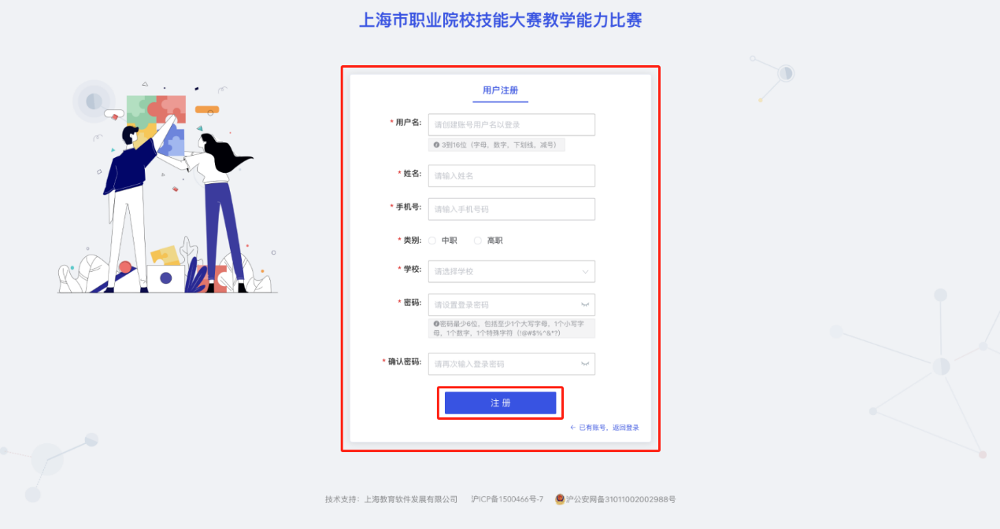 上海市职业院校技能大赛教学能力比赛
用户注册
* 用户名: 请创建账号用户名以登录
3到16位（字母，数字，下划线，减号）
* 姓名: 请输入姓名
* 手机号: 请输入手机号码
* 类别: 中职 高职
* 学校: 请选择学校
* 密码: 请设置登录密码
密码最少6位，包括至少1个大写字母，1个小写字
母，1个数字，1个特殊字符（!@#$%^&*?）
* 确认密码: 请再次输入登录密码
注 册
← 已有账号，返回登录
技术支持：上海教育软件发展有限公司 沪ICP备1500466号-7 沪公安网备31011002002988号